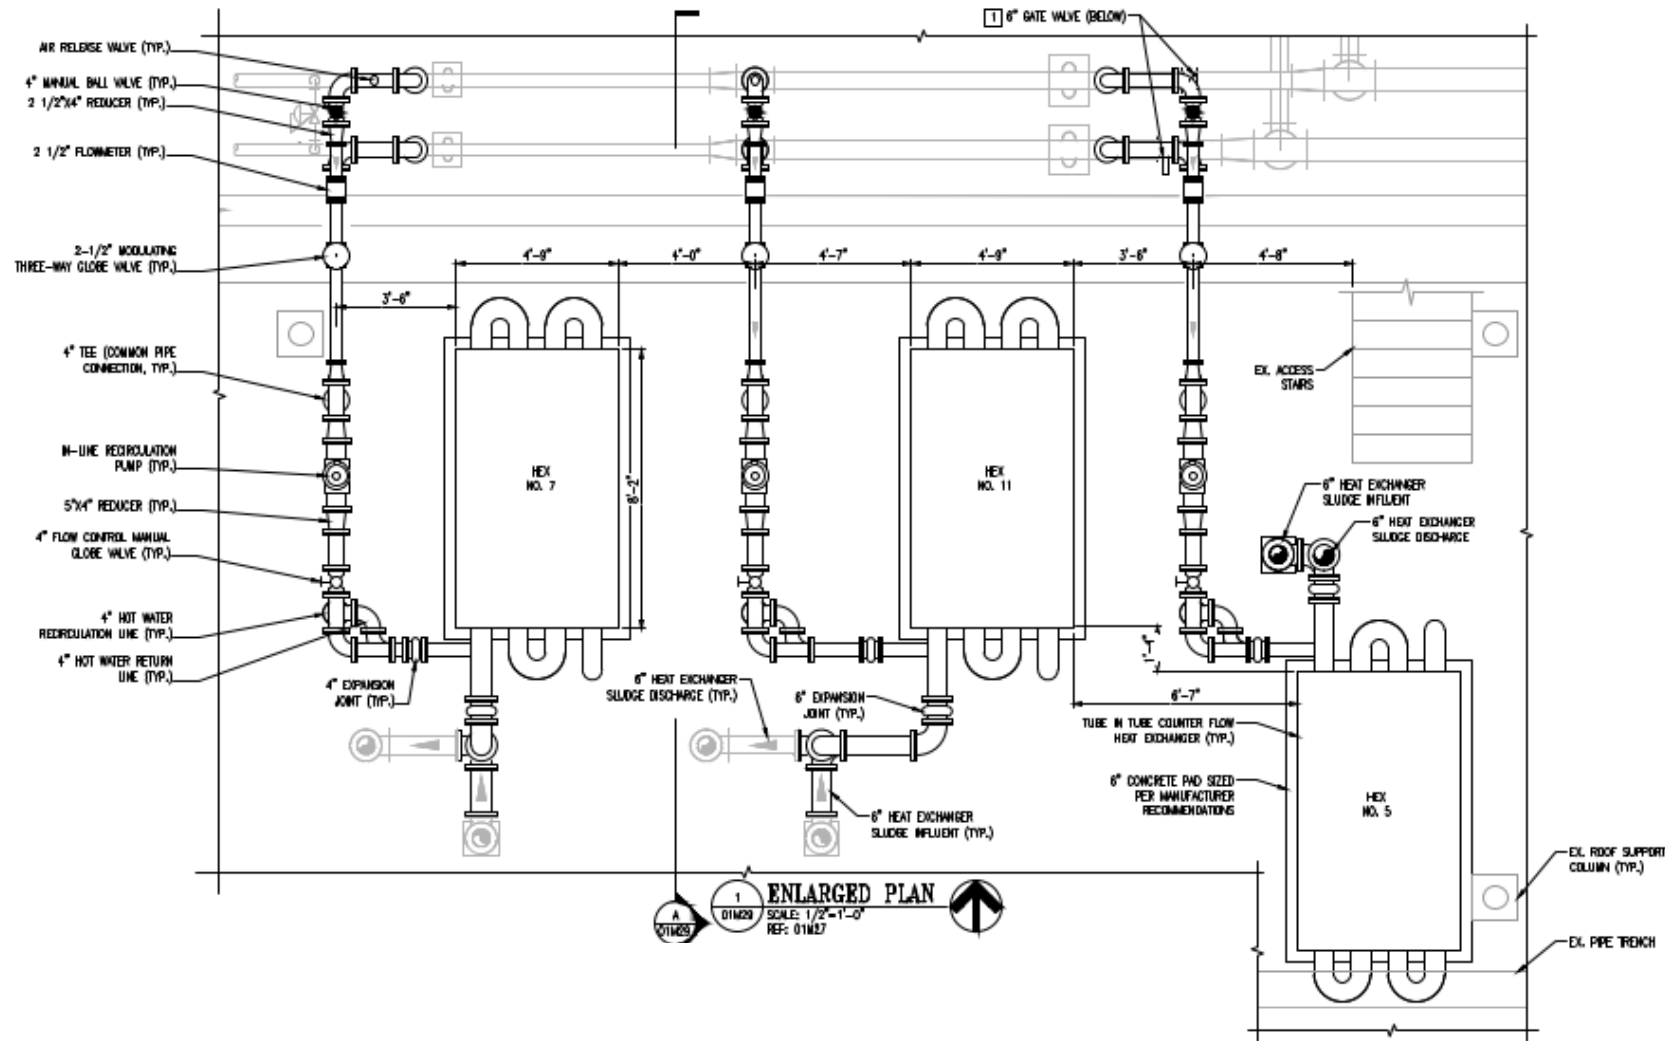 1 6" GATE VALVE (BELOW)
AIR RELEASE VALVE (TYP.)
4" MANUAL BALL VALVE (TYP.)
2 1/2"X4" REDUCER (TYP.)
2 1/2" FLOWMETER (TYP.)
2-1/2" MODULATING
THREE-WAY GLOBE VALVE (TYP.)
4'-9"
4'-0"
4'-7"
4'-9"
3'-6"
4'-8"
3'-6"
4" TEE (COMMON PIPE
CONNECTION, TYP.)
EX. ACCESS
STAIRS
IN-LINE RECIRCULATION
PUMP (TYP.)
HEX
NO. 7
8'-2"
HEX
NO. 11
6" HEAT EXCHANGER
SLUDGE INFLUENT
6" HEAT EXCHANGER
SLUDGE DISCHARGE
5"X4" REDUCER (TYP.)
4" FLOW CONTROL MANUAL
GLOBE VALVE (TYP.)
4" HOT WATER
RECIRCULATION LINE (TYP.)
4" HOT WATER RETURN
LINE (TYP.)
4" EXPANSION
JOINT (TYP.)
6" HEAT EXCHANGER
SLUDGE DISCHARGE (TYP.)
6" EXPANSION
JOINT (TYP.)
1'-4"
6'-7"
TUBE IN TUBE COUNTER FLOW
HEAT EXCHANGER (TYP.)
6" CONCRETE PAD SIZED
PER MANUFACTURER
RECOMMENDATIONS
HEX
NO. 5
6" HEAT EXCHANGER
SLUDGE INFLUENT (TYP.)
EX. ROOF SUPPORT
COLUMN (TYP.)
EX. PIPE TRENCH
A
01M29
1
01M29
ENLARGED PLAN
SCALE: 1/2"=1'-0"
REF: 01M27